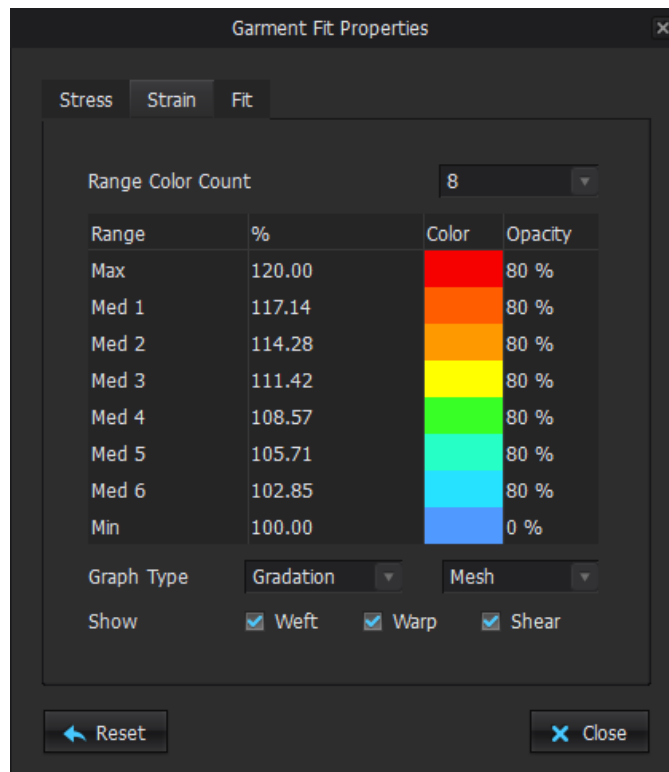 Garment Fit Properties
Stress Strain Fit
Range Color Count 8
Range % Color Opacity
Max 120.00 80 %
Med 1 117.14 80 %
Med 2 114.28 80 %
Med 3 111.42 80 %
Med 4 108.57 80 %
Med 5 105.71 80 %
Med 6 102.85 80 %
Min 100.00 0 %
Graph Type Gradation Mesh
Show Weft Warp Shear
Reset Close